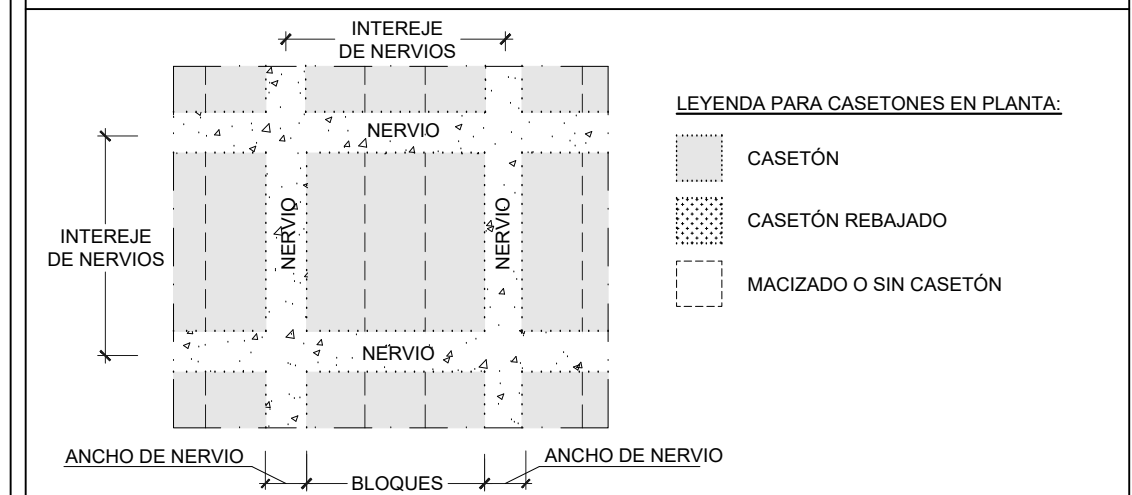 INTEREJE
DE NERVIOS
NERVIO
NERVIO
NERVIO
INTEREJE
DE NERVIOS
NERVIO
ANCHO DE NERVIO
BLOQUES
ANCHO DE NERVIO
LEYENDA PARA CASETONES EN PLANTA:
CASETÓN
CASETÓN REBAJADO
MACIZADO O SIN CASETÓN